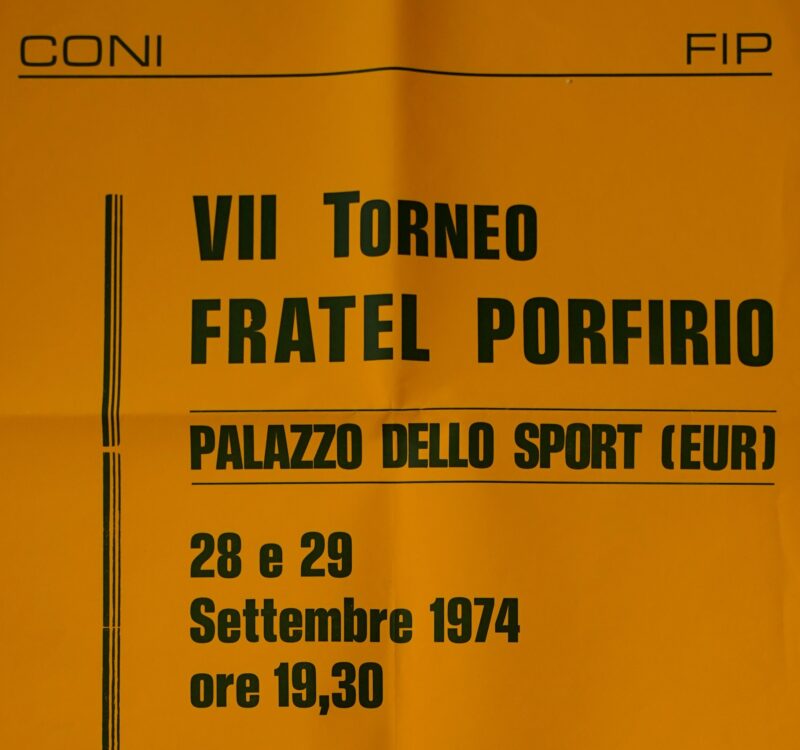 CONI FIP
VII TORNEO
FRATEL PORFIRIO
PALAZZO DELLO SPORT (EUR)
28 e 29
Settembre 1974
ore 19,30